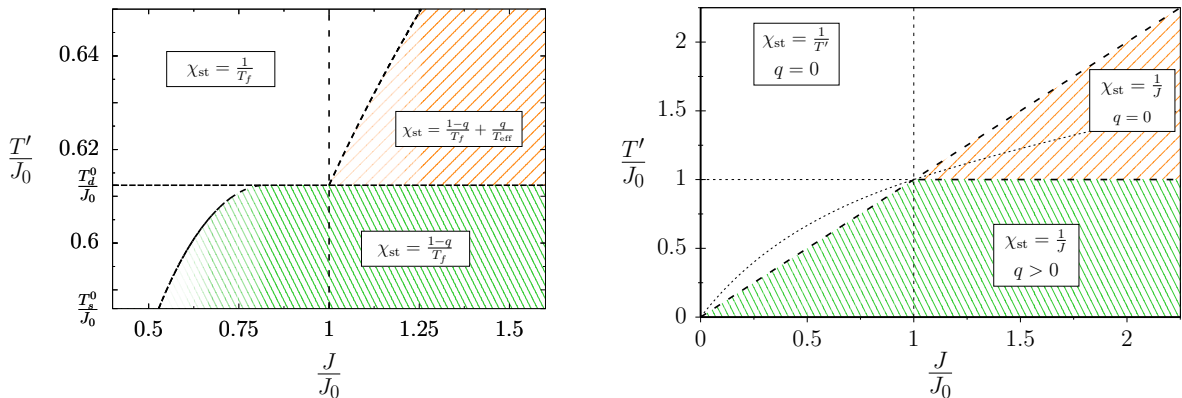 0.64
χst = 1/Tf
χst = (1−q)/Tf + q/Teff
T′/J0
0.62
T⁰d/J0
0.6
χst = (1−q)/Tf
T⁰s/J0
0.5 0.75 1 1.25 1.5
J/J0
2
χst = 1/T′
q = 0
χst = 1/J
q = 0
1.5
T′/J0
1
χst = 1/J
q > 0
0.5
0
0 0.5 1 1.5 2
J/J0